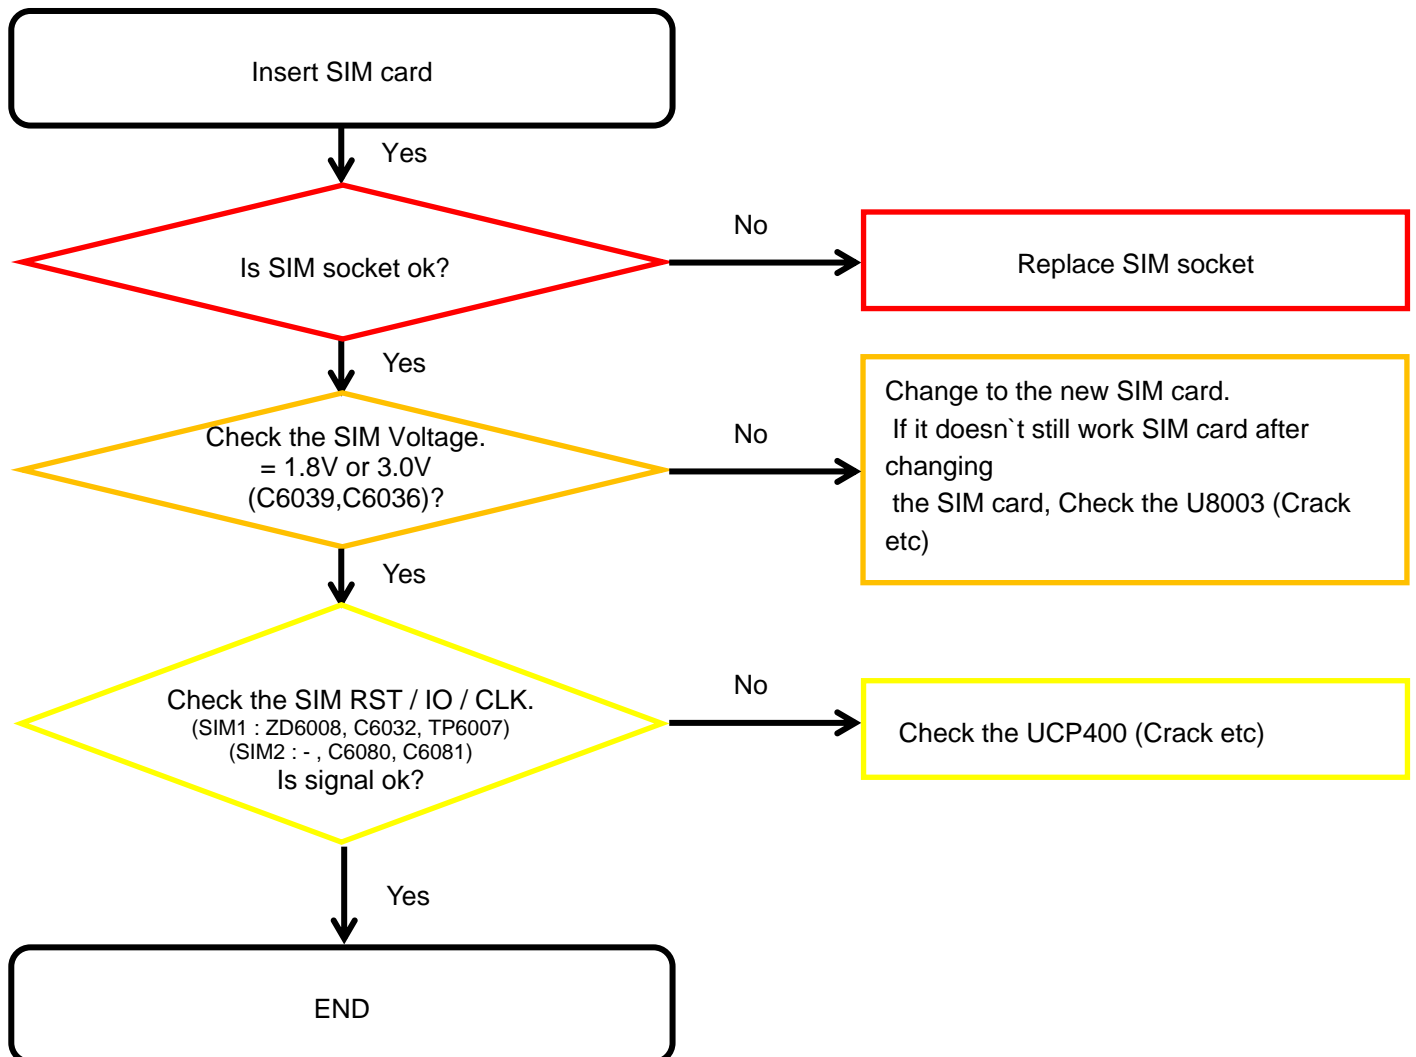 Insert SIM card
Yes
No
Is SIM socket ok?
Replace SIM socket
Yes
Check the SIM Voltage.
= 1.8V or 3.0V
(C6039,C6036)?
No
Change to the new SIM card.
If it doesn`t still work SIM card after
changing
the SIM card, Check the U8003 (Crack
etc)
Yes
Check the SIM RST / IO / CLK.
(SIM1 : ZD6008, C6032, TP6007)
(SIM2 : - , C6080, C6081)
Is signal ok?
No
Check the UCP400 (Crack etc)
Yes
END